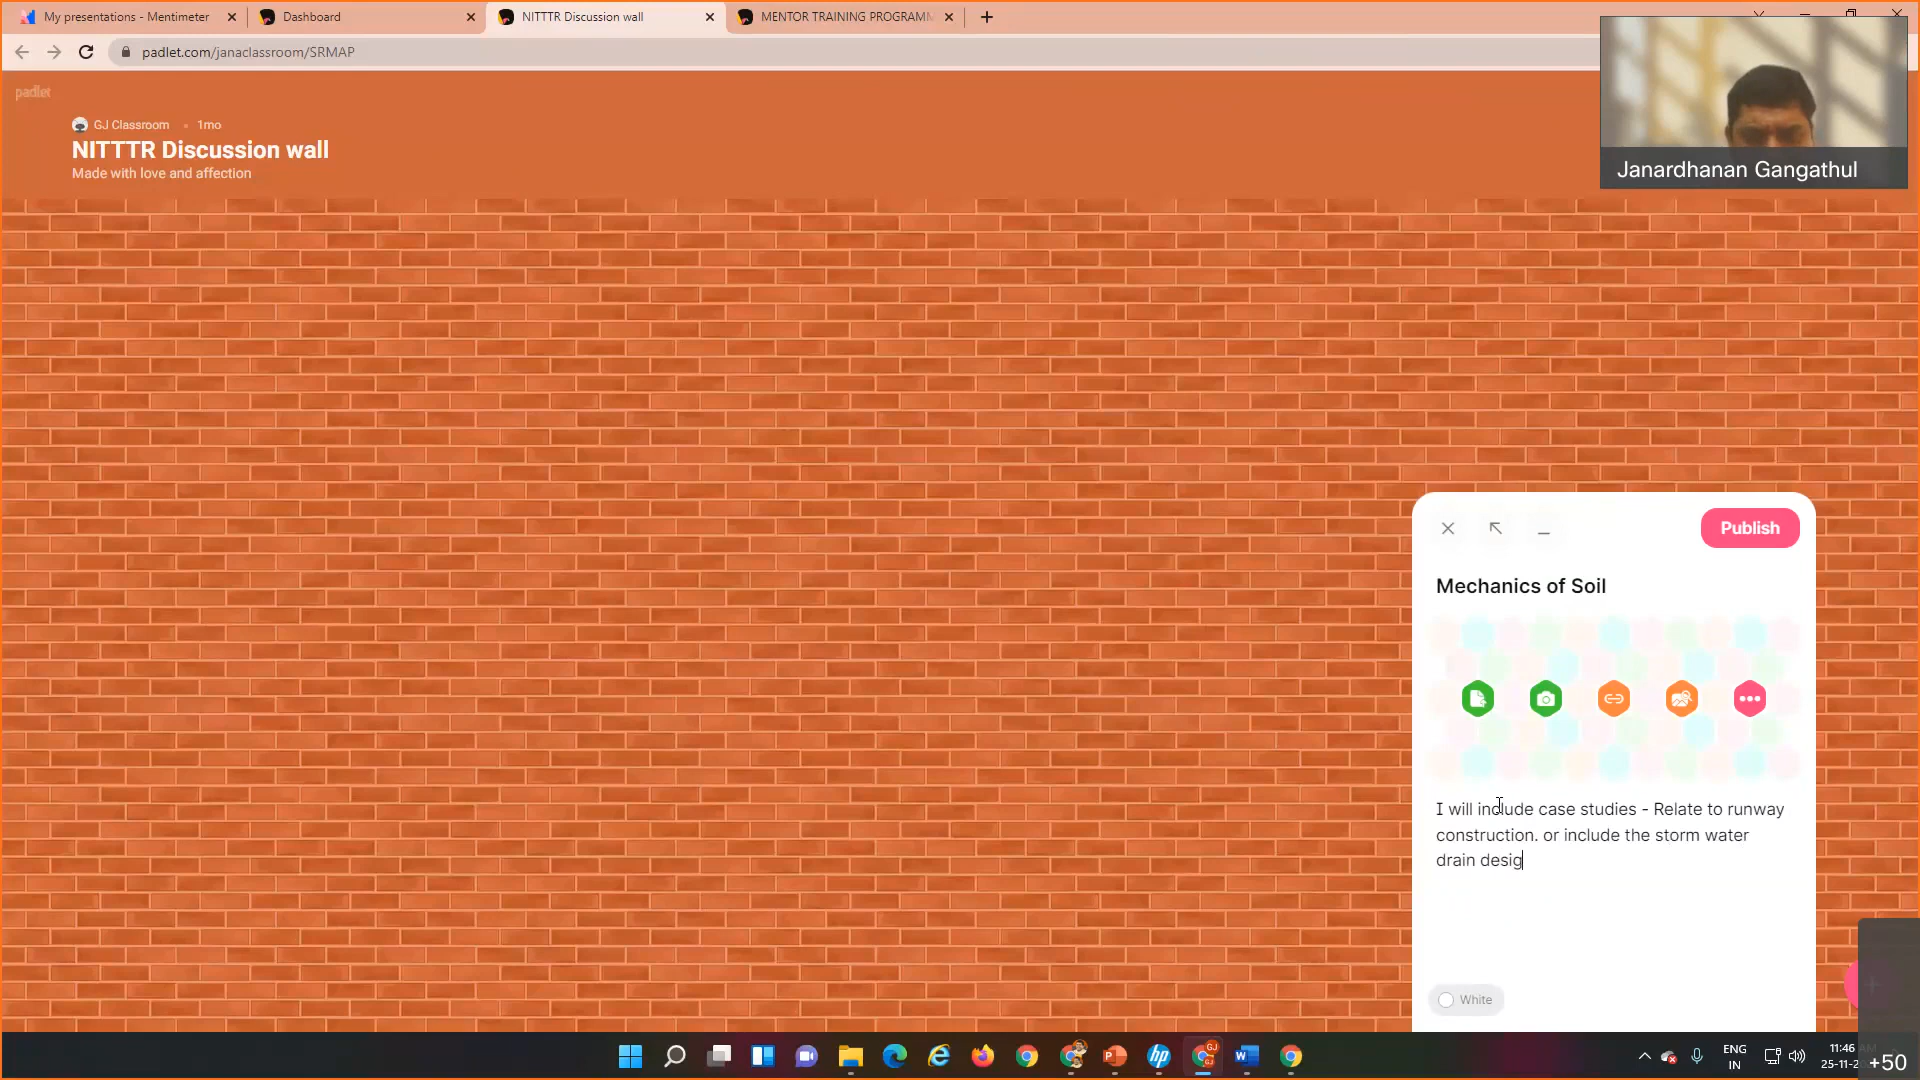 My presentations - Mentimeter
Dashboard
NITTTR Discussion wall
MENTOR TRAINING PROGRAMM
padlet.com/janaclassroom/SRMAP
padlet
GJ Classroom • 1mo
NITTTR Discussion wall
Made with love and affection
Janardhanan Gangathul
Publish
Mechanics of Soil
I will include case studies - Relate to runway
construction. or include the storm water
drain desig
White
ENG
IN
11:46
25-11-2
+50